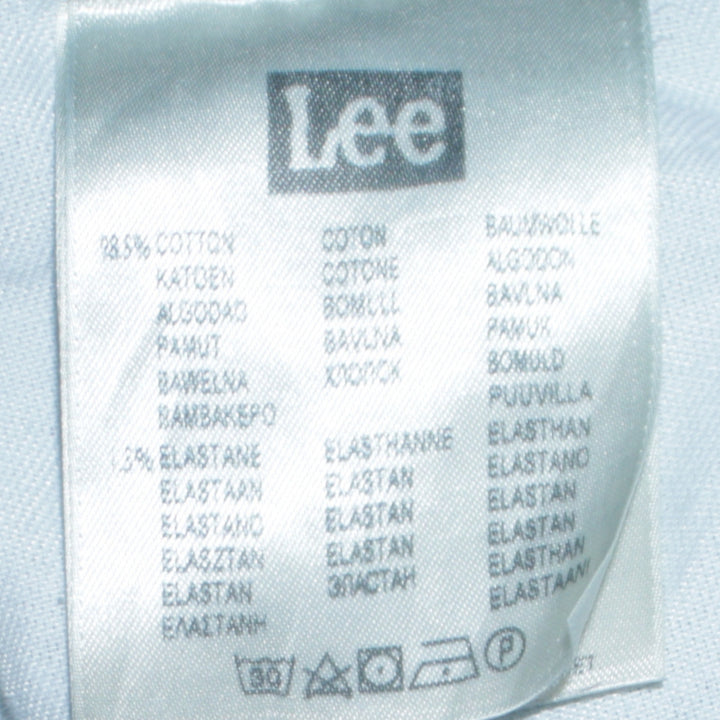 Lee
98.5% COTTON COTON BAUMWOLLE
KATOEN COTONE ALGODON
ALGODAO BOMULL BAVLNA
PAMUT BAVLNA PAMUK
BAWELNA ХЛОПОК BOMULD
ΒΑΜΒΑΚΕΡΟ PUUVILLA
1.5% ELASTANE ELASTHANNE ELASTHAN
ELASTAAN ELASTAN ELASTANO
ELASTANO ELASTAN ELASTAN
ELASZTAN ELASTAN ELASTAN
ELASTAN ЭЛАСТАН ELASTHAN
ΕΛΑΣΤΑΝΗ ELASTAANI
30 P